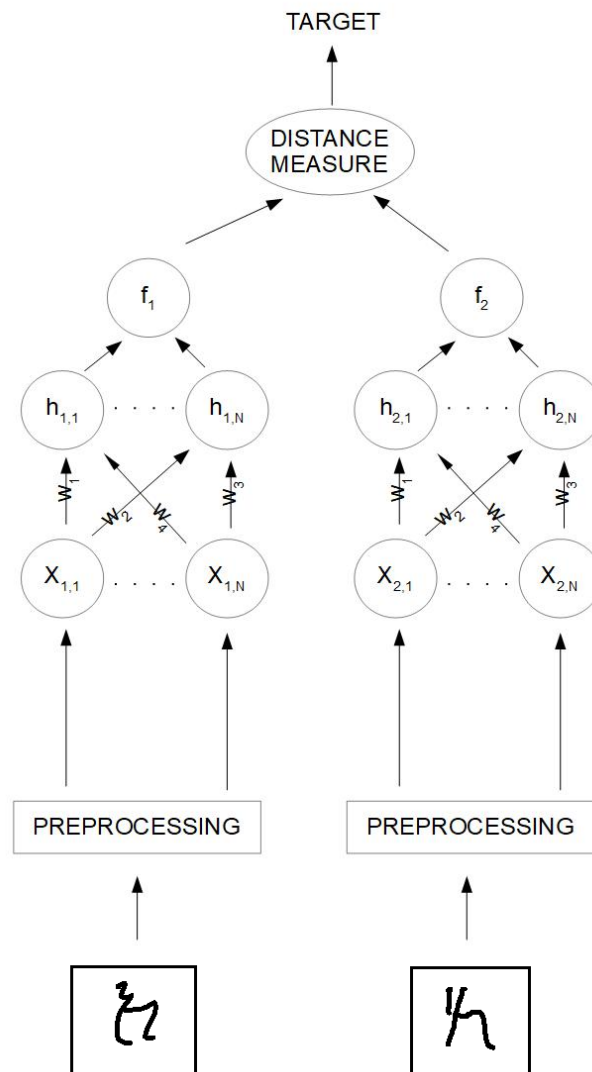 TARGET
DISTANCE
MEASURE
f1 f2
h1,1 . . . . h1,N h2,1 . . . . h2,N
W1 W2 W4 W3 W1 W2 W4 W3
X1,1 . . . . X1,N X2,1 . . . . X2,N
PREPROCESSING PREPROCESSING